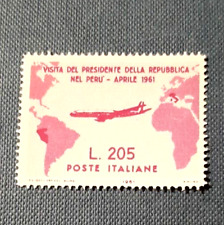 VISITA DEL PRESIDENTE DELLA REPUBBLICA
NEL PERU' - APRILE 1961
L. 205
POSTE ITALIANE